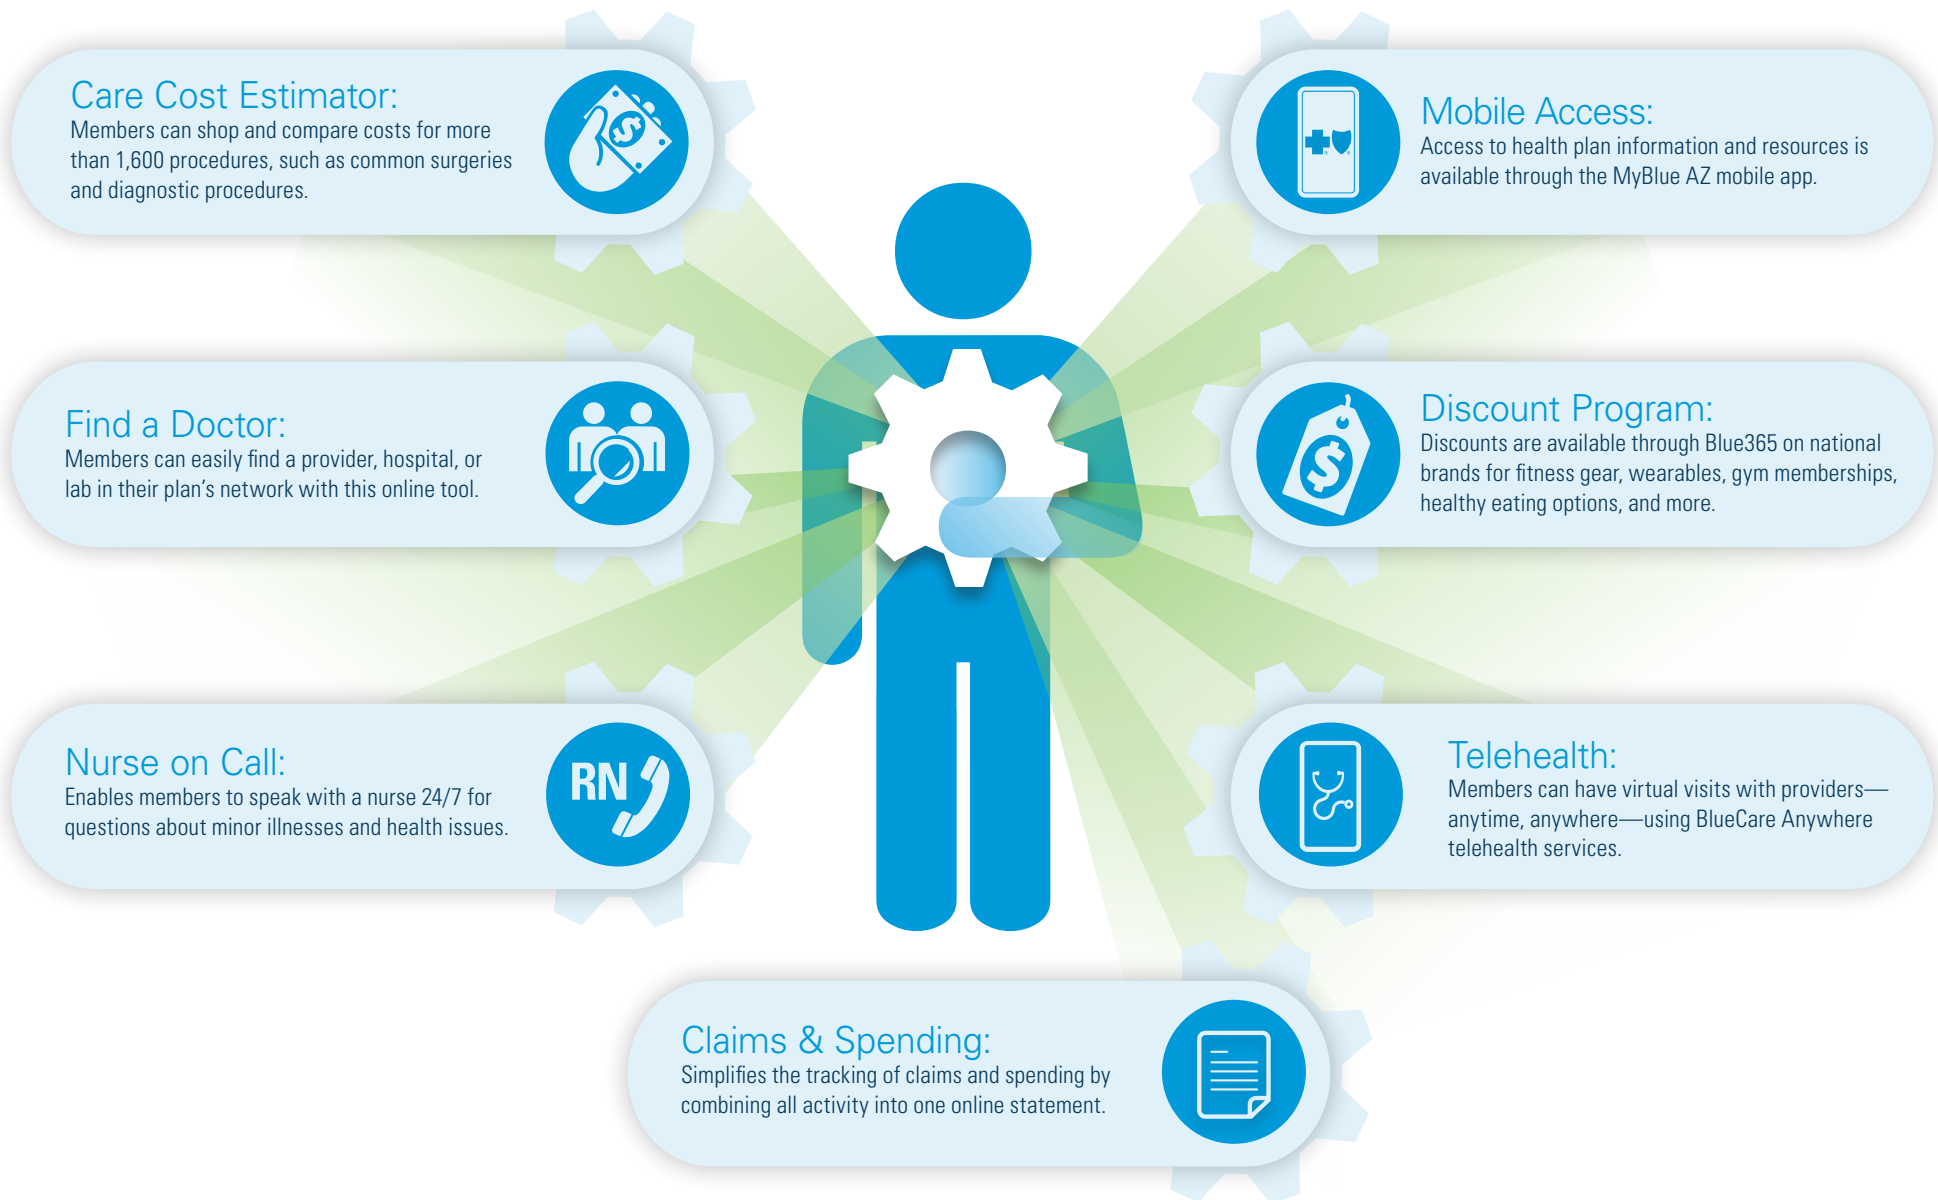 Care Cost Estimator:
Members can shop and compare costs for more
than 1,600 procedures, such as common surgeries
and diagnostic procedures.
Mobile Access:
Access to health plan information and resources is
available through the MyBlue AZ mobile app.
Find a Doctor:
Members can easily find a provider, hospital, or
lab in their plan's network with this online tool.
Discount Program:
Discounts are available through Blue365 on national
brands for fitness gear, wearables, gym memberships,
healthy eating options, and more.
Nurse on Call:
Enables members to speak with a nurse 24/7 for
questions about minor illnesses and health issues.
RN
Telehealth:
Members can have virtual visits with providers—
anytime, anywhere—using BlueCare Anywhere
telehealth services.
Claims & Spending:
Simplifies the tracking of claims and spending by
combining all activity into one online statement.